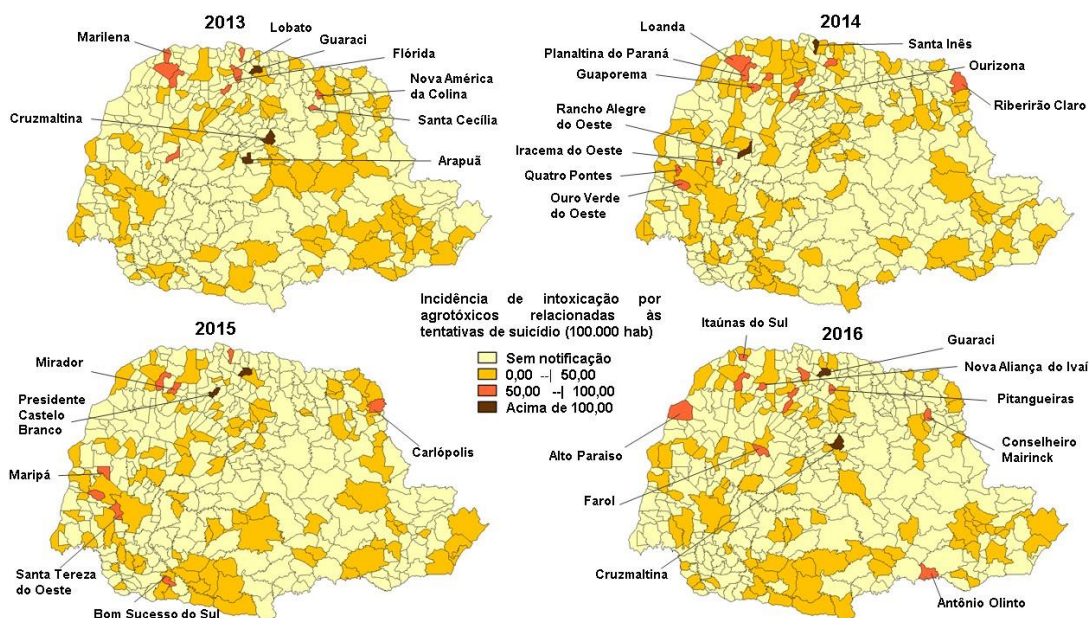 2013
Marilena
Lobato
Guaraci
Flórida
Nova América
da Colina
Santa Cecília
Cruzmaltina
Arapuã
2014
Loanda
Planaltina do Paraná
Guaporema
Rancho Alegre
do Oeste
Iracema do Oeste
Quatro Pontes
Ouro Verde
do Oeste
Santa Inês
Ourizona
Riberirão Claro
Incidência de intoxicação por
agrotóxicos relacionadas às
tentativas de suicídio (100.000 hab)
Sem notificação
0,00 --| 50,00
50,00 --| 100,00
Acima de 100,00
2015
Mirador
Presidente
Castelo
Branco
Maripá
Santa Tereza
do Oeste
Bom Sucesso do Sul
Carlópolis
2016
Itaúnas do Sul
Guaraci
Nova Aliança do Ivaí
Pitangueiras
Alto Paraiso
Conselheiro
Mairinck
Farol
Cruzmaltina
Antônio Olinto